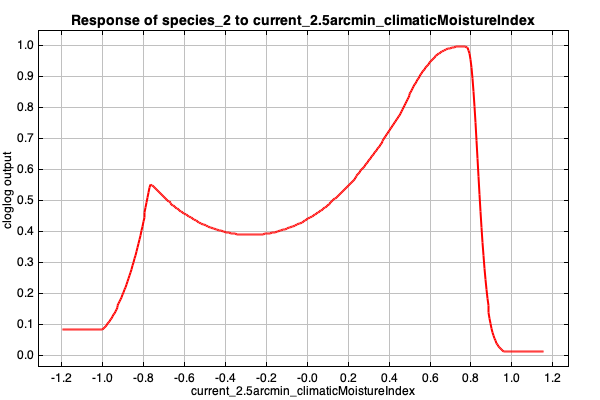 Response of species_2 to current_2.5arcmin_climaticMoistureIndex
cloglog output
1.0
0.9
0.8
0.7
0.6
0.5
0.4
0.3
0.2
0.1
0.0
-1.2 -1.0 -0.8 -0.6 -0.4 -0.2 -0.0 0.2 0.4 0.6 0.8 1.0 1.2
current_2.5arcmin_climaticMoistureIndex